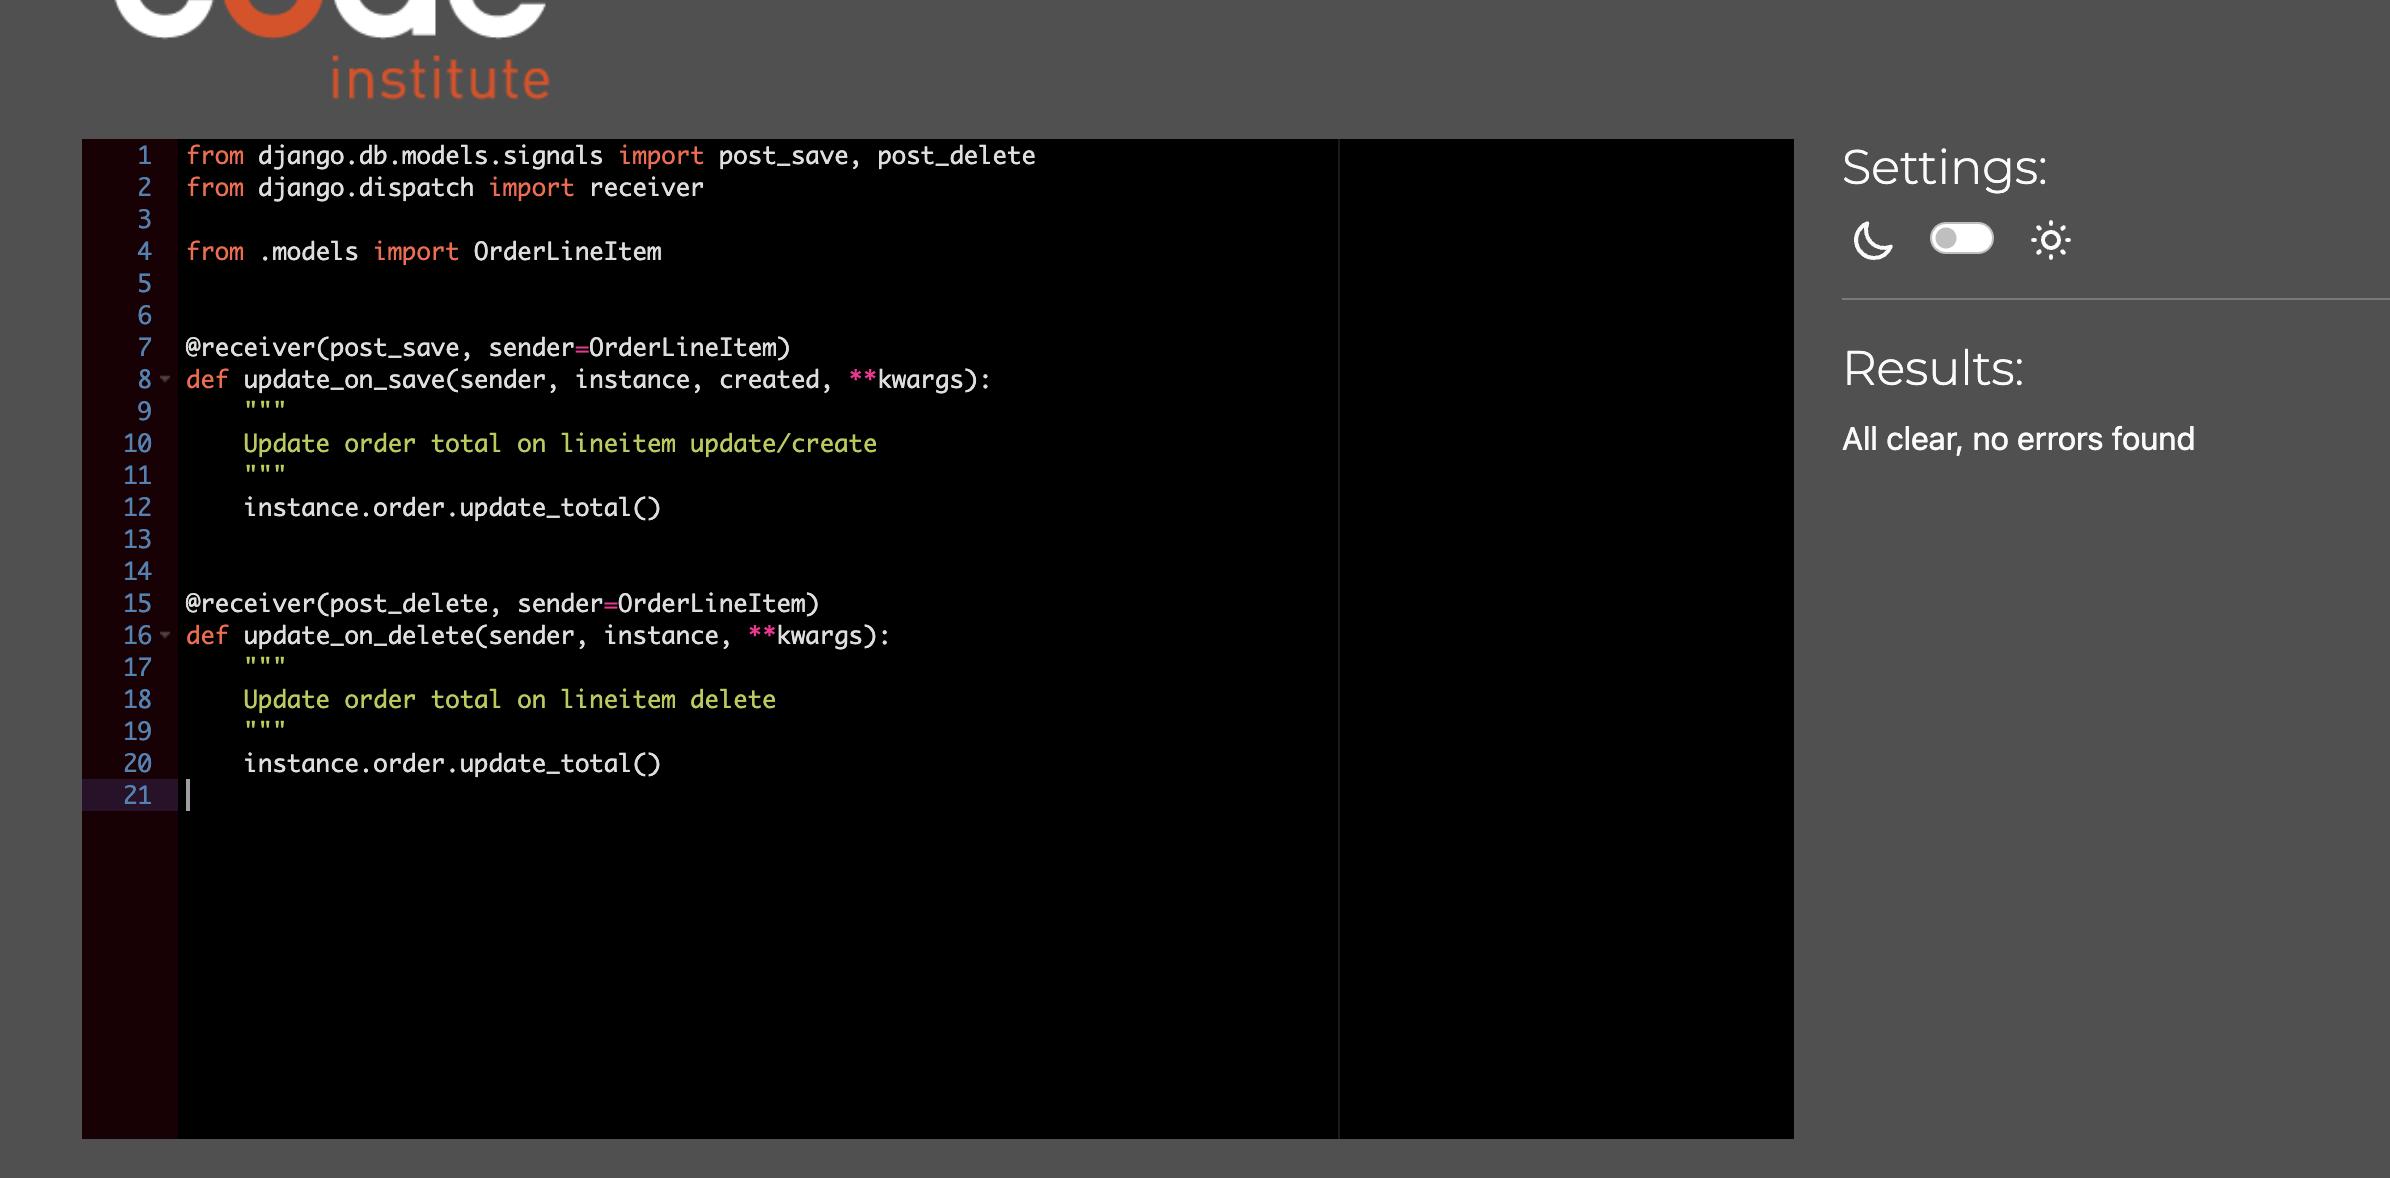 institute
1 from django.db.models.signals import post_save, post_delete
2 from django.dispatch import receiver
3
4 from .models import OrderLineItem
5
6
7 @receiver(post_save, sender=OrderLineItem)
8 def update_on_save(sender, instance, created, **kwargs):
9     """
10     Update order total on lineitem update/create
11     """
12     instance.order.update_total()
13
14
15 @receiver(post_delete, sender=OrderLineItem)
16 def update_on_delete(sender, instance, **kwargs):
17     """
18     Update order total on lineitem delete
19     """
20     instance.order.update_total()
21
Settings:
Results:
All clear, no errors found